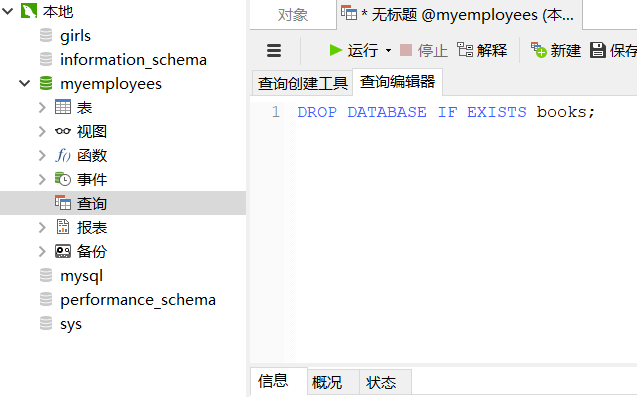 本地
girls
information_schema
myemployees
表
视图
f() 函数
事件
查询
报表
备份
mysql
performance_schema
sys
对象 * 无标题 @myemployees (本...
运行 停止 解释 新建 保存
查询创建工具 查询编辑器
1 DROP DATABASE IF EXISTS books;
信息 概况 状态